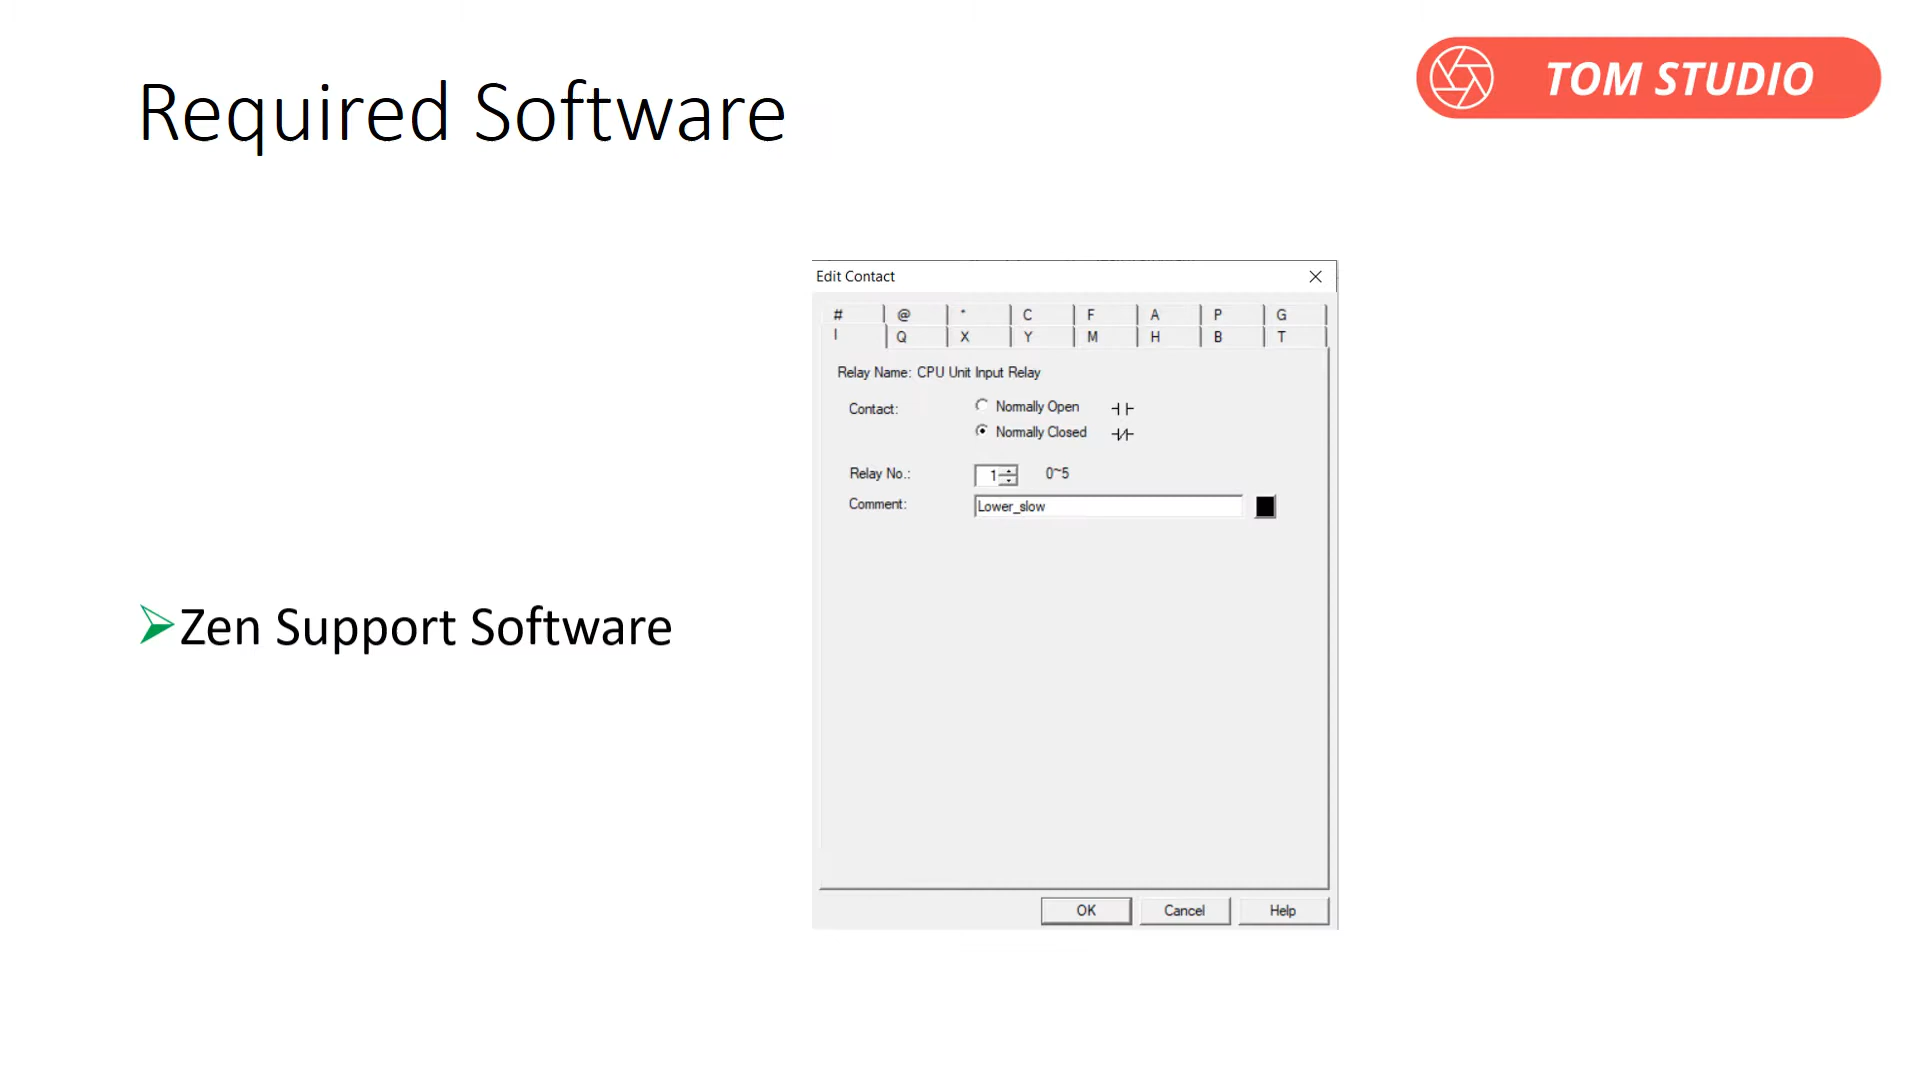 TOM STUDIO
Required Software
Edit Contact
# @ * C F A P G
I Q X Y M H B T
Relay Name: CPU Unit Input Relay
Contact: Normally Open
Normally Closed
Relay No.: 1 0~5
Comment: Lower_slow
Zen Support Software
OK Cancel Help